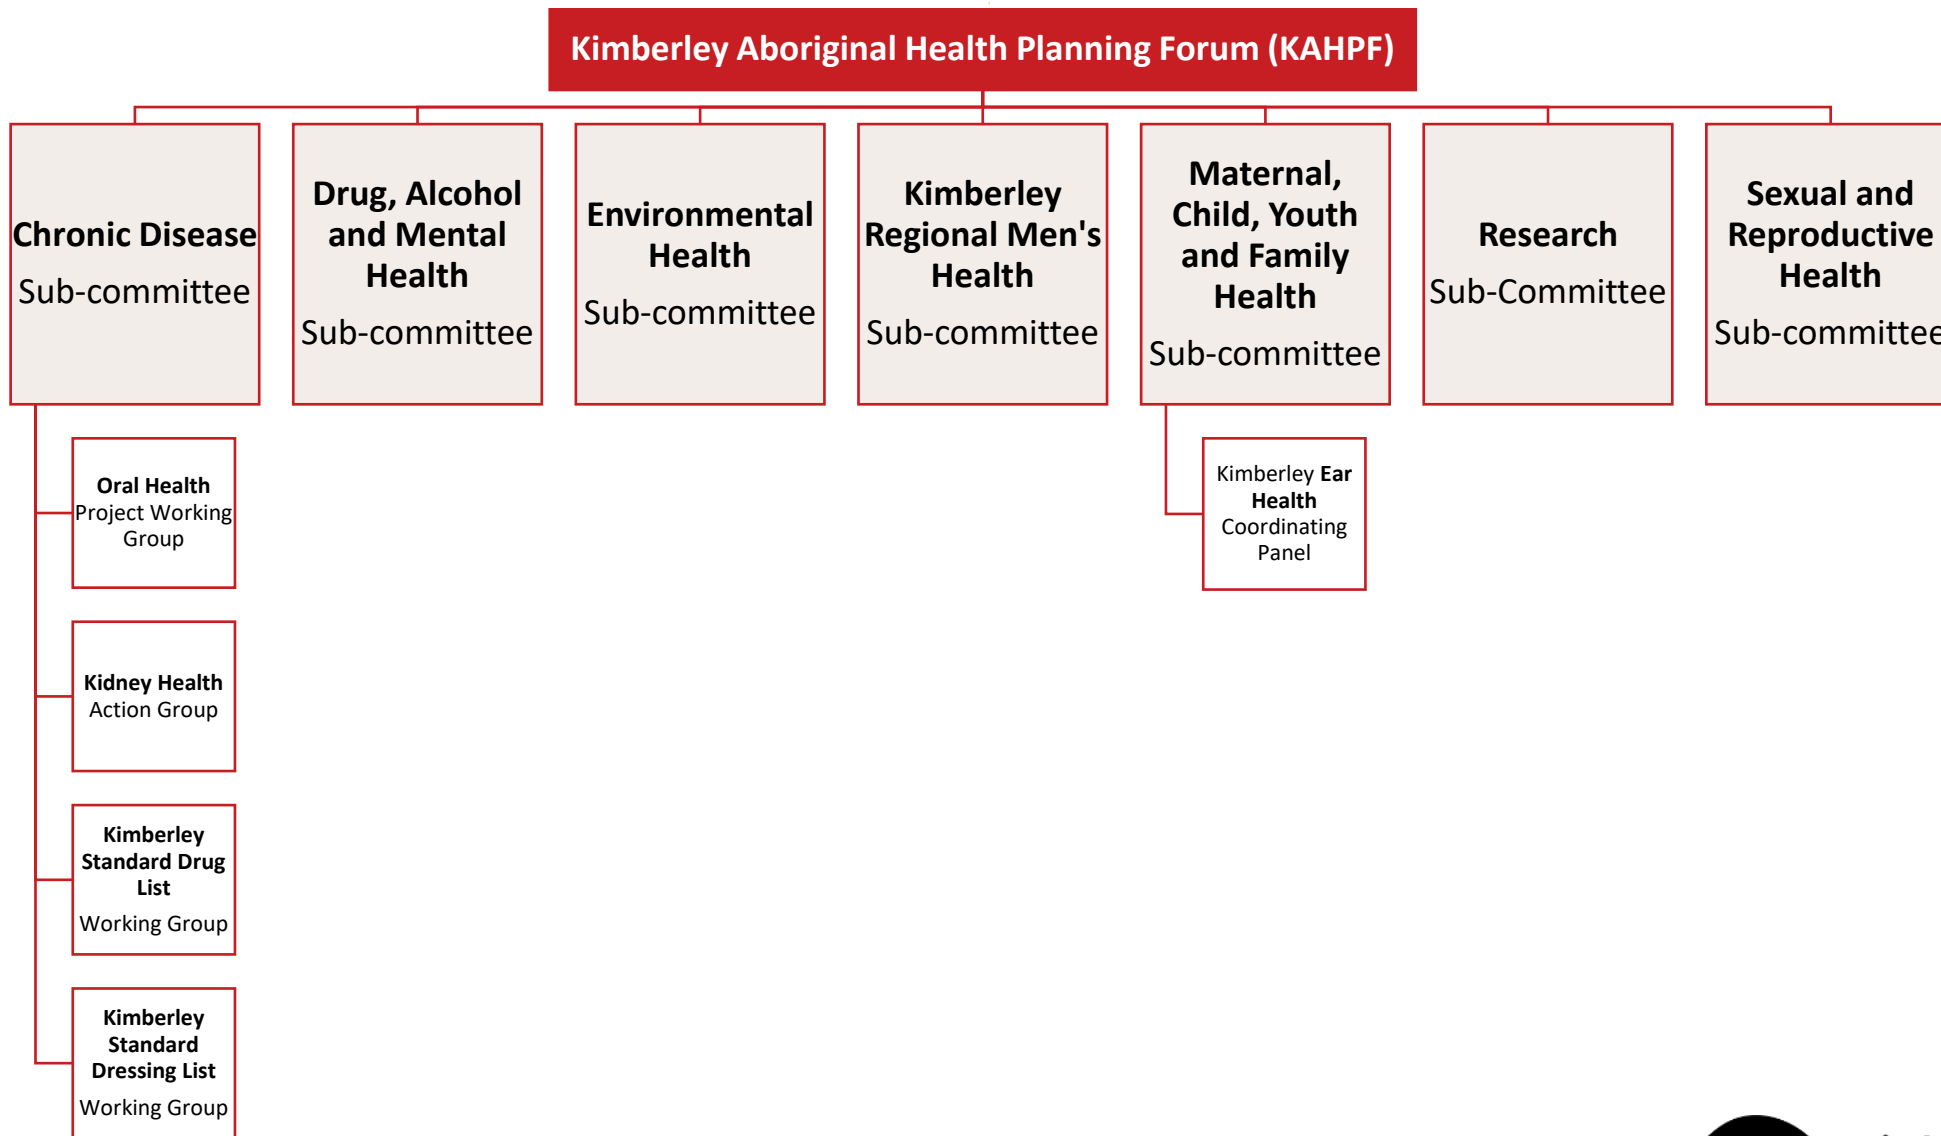 Kimberley Aboriginal Health Planning Forum (KAHPF)
Chronic Disease
Sub-committee
Drug, Alcohol
and Mental
Health
Sub-committee
Environmental
Health
Sub-committee
Kimberley
Regional Men's
Health
Sub-committee
Maternal,
Child, Youth
and Family
Health
Sub-committee
Research
Sub-Committee
Sexual and
Reproductive
Health
Sub-committee
Oral Health
Project Working
Group
Kidney Health
Action Group
Kimberley
Standard Drug
List
Working Group
Kimberley
Standard
Dressing List
Working Group
Kimberley Ear
Health
Coordinating
Panel